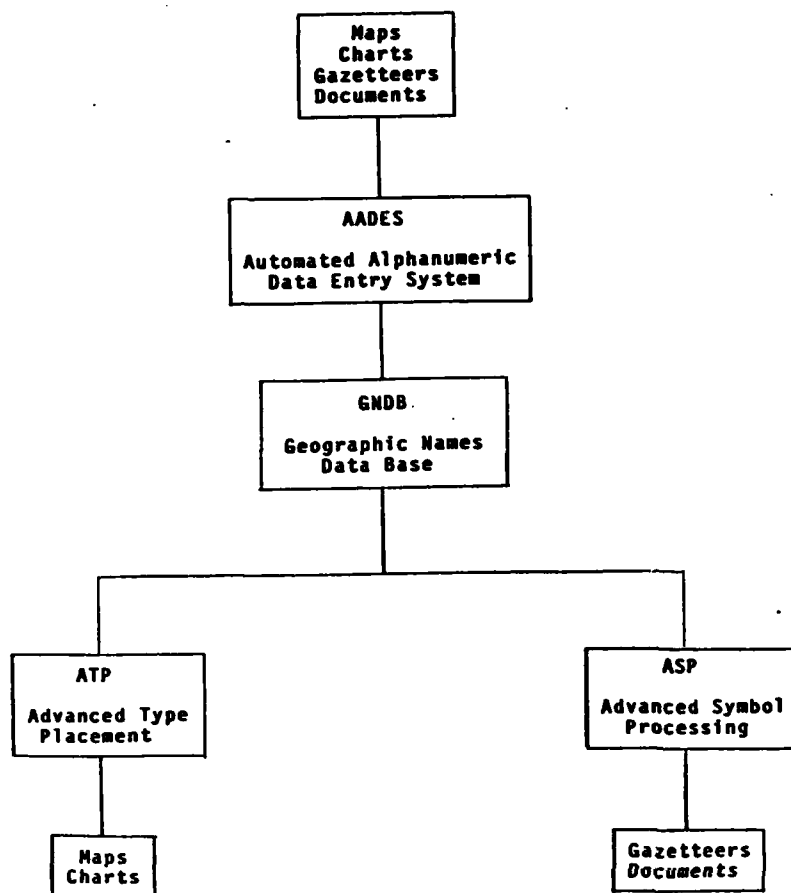 Maps
Charts
Gazetteers
Documents
AADES
Automated Alphanumeric
Data Entry System
GNDB
Geographic Names
Data Base
ATP
Advanced Type
Placement
ASP
Advanced Symbol
Processing
Maps
Charts
Gazetteers
Documents